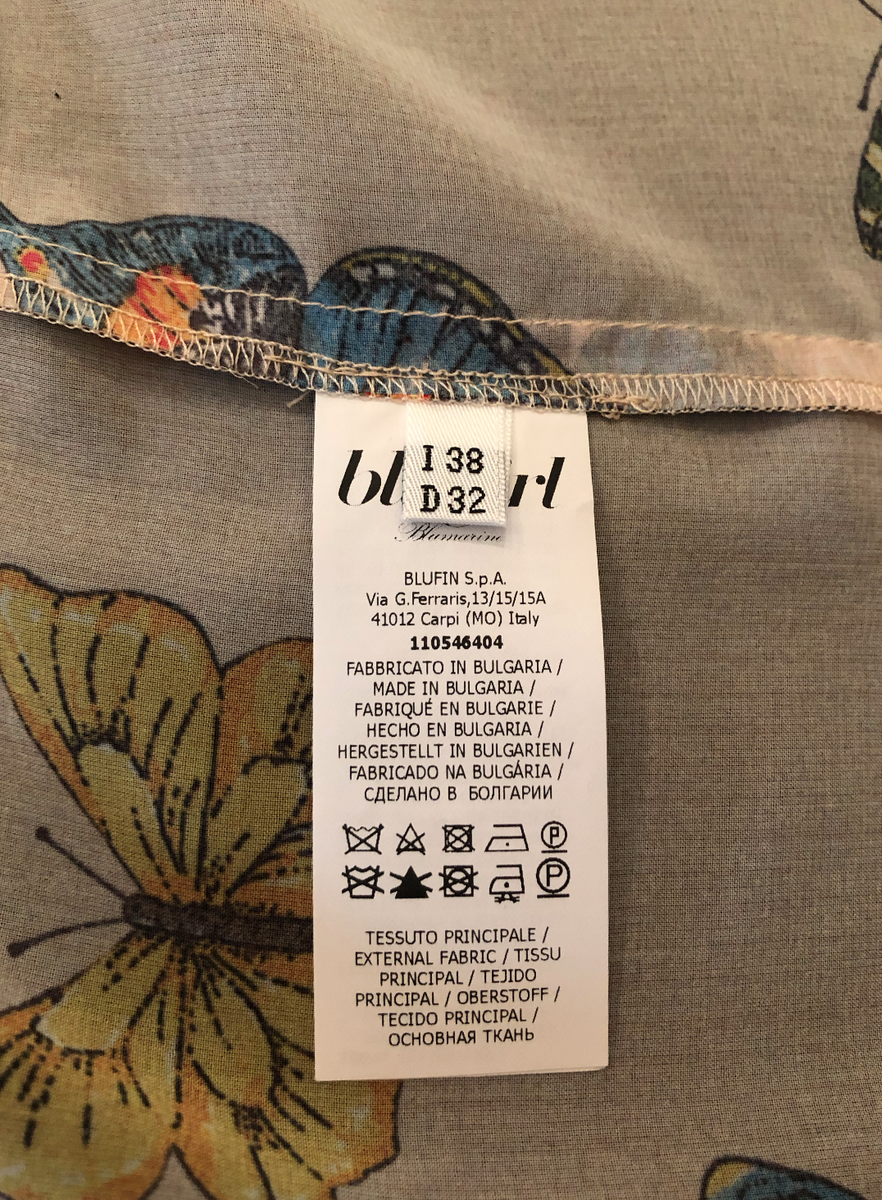 I 38
D 32
Blumarine
BLUFIN S.p.A.
Via G.Ferraris,13/15/15A
41012 Carpi (MO) Italy
110546404
FABBRICATO IN BULGARIA /
MADE IN BULGARIA /
FABRIQUÉ EN BULGARIE /
HECHO EN BULGARIA /
HERGESTELLT IN BULGARIEN /
FABRICADO NA BULGÁRIA /
СДЕЛАНО В БОЛГАРИИ
P
P
TESSUTO PRINCIPALE /
EXTERNAL FABRIC / TISSU
PRINCIPAL / TEJIDO
PRINCIPAL / OBERSTOFF /
TECIDO PRINCIPAL /
ОСНОВНАЯ ТКАНЬ